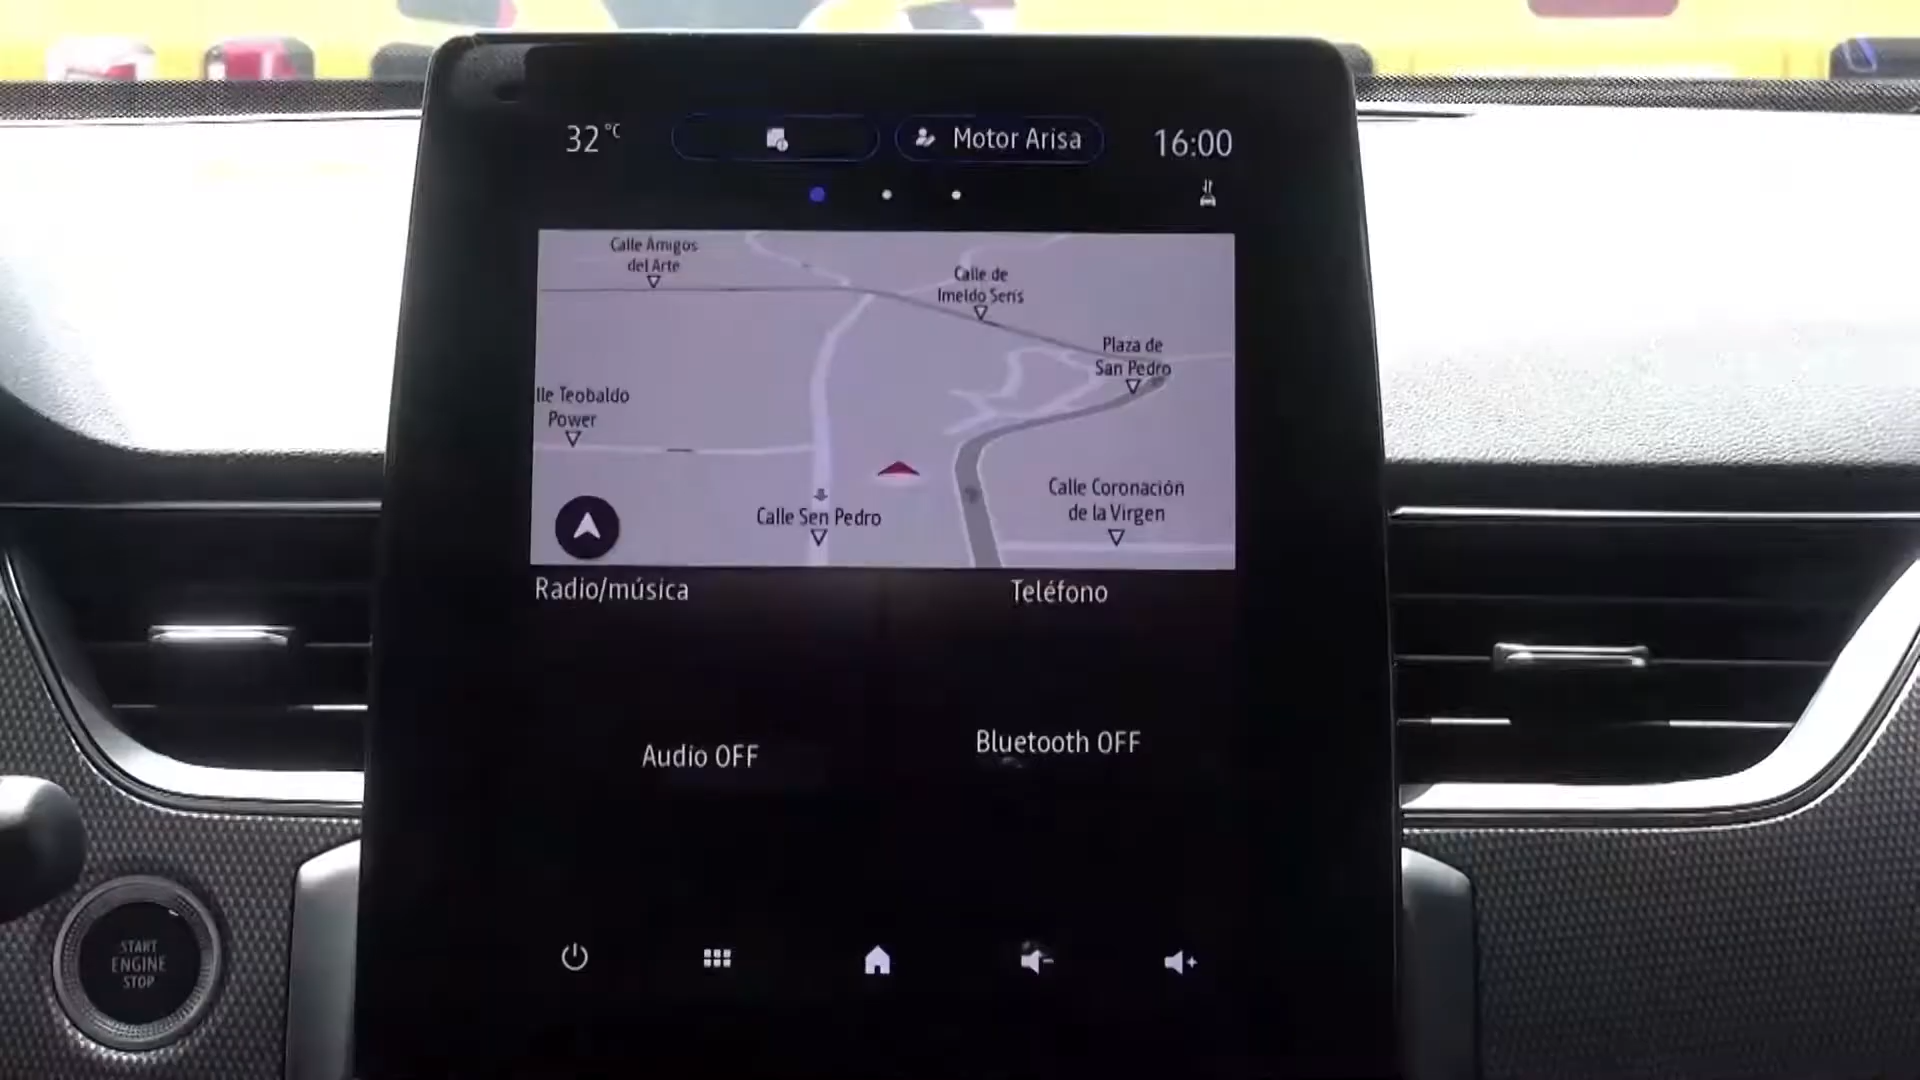 32°C
Motor Arisa
16:00
Calle Amigos
del Arte
Calle de
Imeldo Serís
Plaza de
San Pedro
lle Teobaldo
Power
Calle Coronación
de la Virgen
Calle Sen Pedro
Radio/música
Teléfono
Audio OFF
Bluetooth OFF
START
ENGINE
STOP